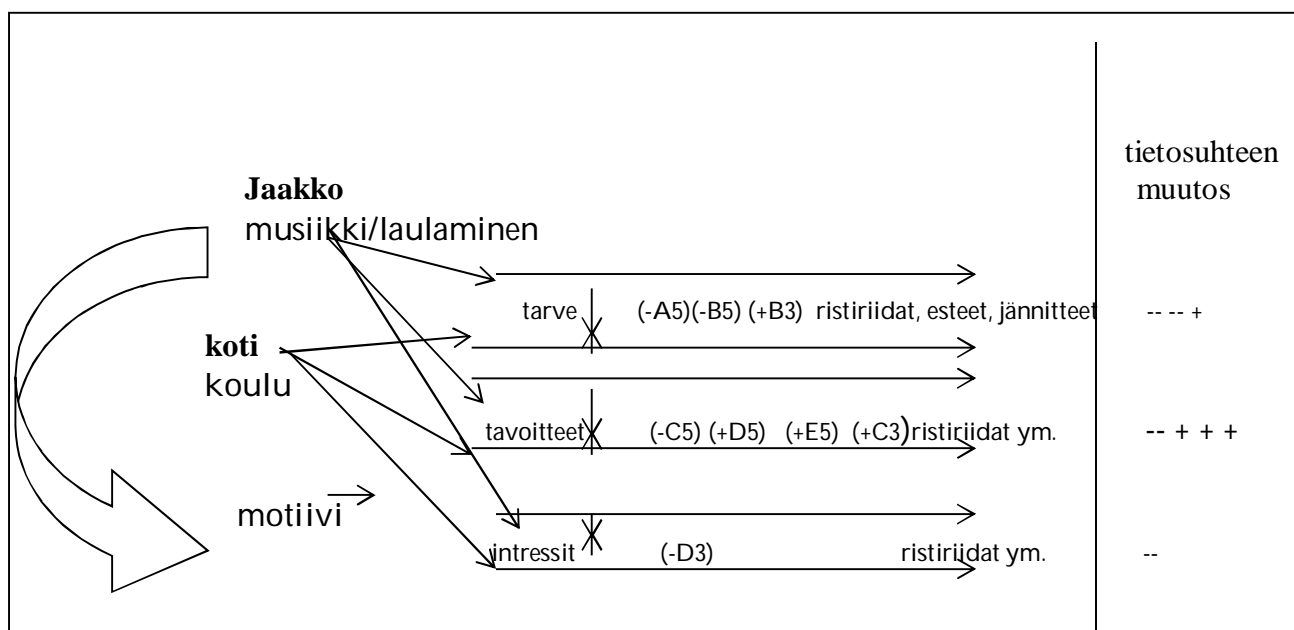 tietosuhteen
muutos
Jaakko
musiikki/laulaminen
tarve (-A5)(-B5) (+B3) ristiriidat, esteet, jännitteet -- -- +
koti
koulu
tavoitteet (-C5) (+D5) (+E5) (+C3)ristiriidat ym. -- + + +
motiivi
intressit (-D3) ristiriidat ym. --